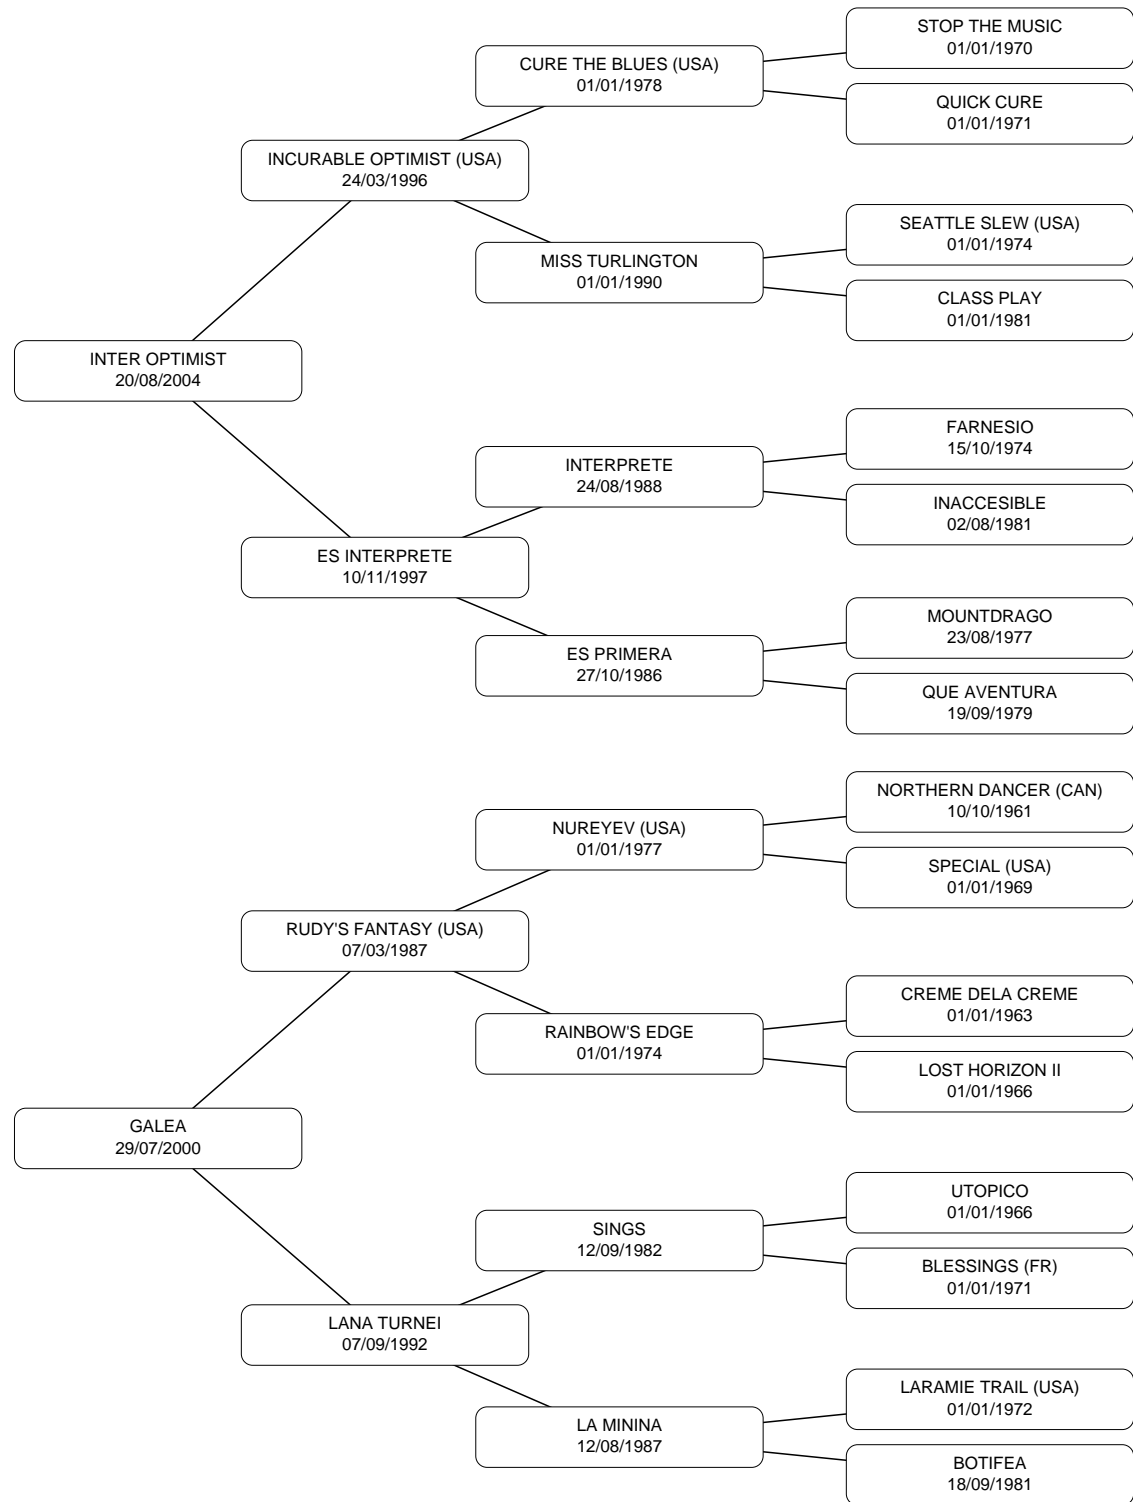 STOP THE MUSIC
01/01/1970
CURE THE BLUES (USA)
01/01/1978
QUICK CURE
01/01/1971
INCURABLE OPTIMIST (USA)
24/03/1996
SEATTLE SLEW (USA)
01/01/1974
MISS TURLINGTON
01/01/1990
CLASS PLAY
01/01/1981
INTER OPTIMIST
20/08/2004
FARNESIO
15/10/1974
INTERPRETE
24/08/1988
INACCESIBLE
02/08/1981
ES INTERPRETE
10/11/1997
MOUNTDRAGO
23/08/1977
ES PRIMERA
27/10/1986
QUE AVENTURA
19/09/1979
NORTHERN DANCER (CAN)
10/10/1961
NUREYEV (USA)
01/01/1977
SPECIAL (USA)
01/01/1969
RUDY'S FANTASY (USA)
07/03/1987
CREME DELA CREME
01/01/1963
RAINBOW'S EDGE
01/01/1974
LOST HORIZON II
01/01/1966
GALEA
29/07/2000
UTOPICO
01/01/1966
SINGS
12/09/1982
BLESSINGS (FR)
01/01/1971
LANA TURNEI
07/09/1992
LARAMIE TRAIL (USA)
01/01/1972
LA MININA
12/08/1987
BOTIFEA
18/09/1981